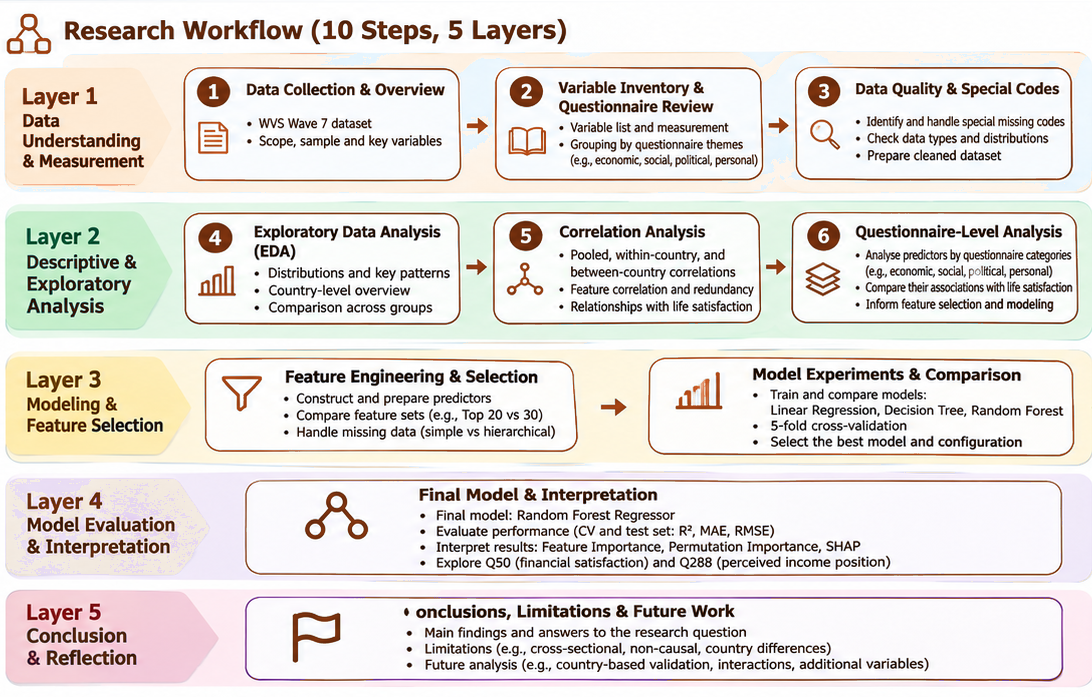 Research Workflow (10 Steps, 5 Layers)
Layer 1
Data
Understanding
& Measurement
1
Data Collection & Overview
• WVS Wave 7 dataset
• Scope, sample and key variables
2
Variable Inventory &
Questionnaire Review
• Variable list and measurement
• Grouping by questionnaire themes
(e.g., economic, social, political, personal)
3
Data Quality & Special Codes
• Identify and handle special missing codes
• Check data types and distributions
• Prepare cleaned dataset
Layer 2
Descriptive &
Exploratory
Analysis
4
Exploratory Data Analysis
(EDA)
• Distributions and key patterns
• Country-level overview
• Comparison across groups
5
Correlation Analysis
• Pooled, within-country, and
between-country correlations
• Feature correlation and redundancy
• Relationships with life satisfaction
6
Questionnaire-Level Analysis
• Analyse predictors by questionnaire categories
(e.g., economic, social, political, personal)
• Compare their associations with life satisfaction
• Inform feature selection and modeling
Layer 3
Modeling &
Feature Selection
Feature Engineering & Selection
• Construct and prepare predictors
• Compare feature sets (e.g., Top 20 vs 30)
• Handle missing data (simple vs hierarchical)
Model Experiments & Comparison
• Train and compare models:
Linear Regression, Decision Tree, Random Forest
• 5-fold cross-validation
• Select the best model and configuration
Layer 4
Model Evaluation
& Interpretation
Final Model & Interpretation
• Final model: Random Forest Regressor
• Evaluate performance (CV and test set: R², MAE, RMSE)
• Interpret results: Feature Importance, Permutation Importance, SHAP
• Explore Q50 (financial satisfaction) and Q288 (perceived income position)
Layer 5
Conclusion
& Reflection
onclusions, Limitations & Future Work
• Main findings and answers to the research question
• Limitations (e.g., cross-sectional, non-causal, country differences)
• Future analysis (e.g., country-based validation, interactions, additional variables)